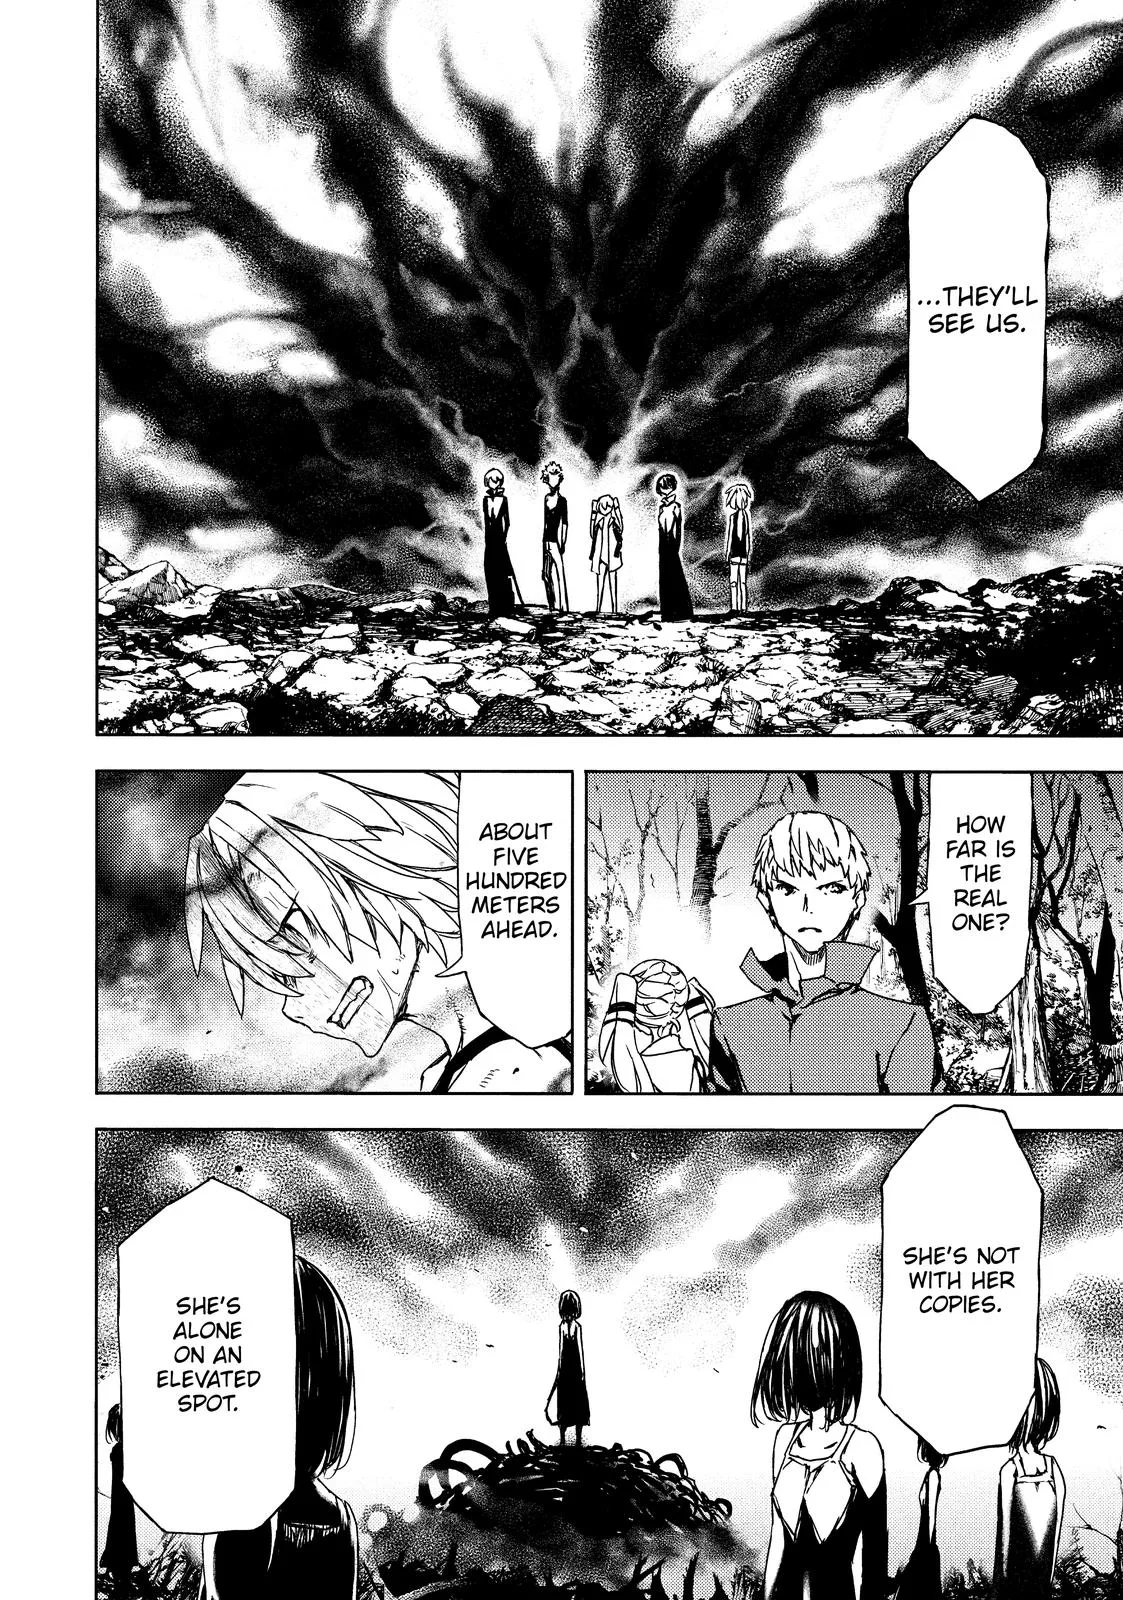 ...THEY'LL
SEE US.
HOW
FAR IS
THE
REAL
ONE?
ABOUT
FIVE
HUNDRED
METERS
AHEAD.
SHE'S NOT
WITH HER
COPIES.
SHE'S
ALONE
ON AN
ELEVATED
SPOT.